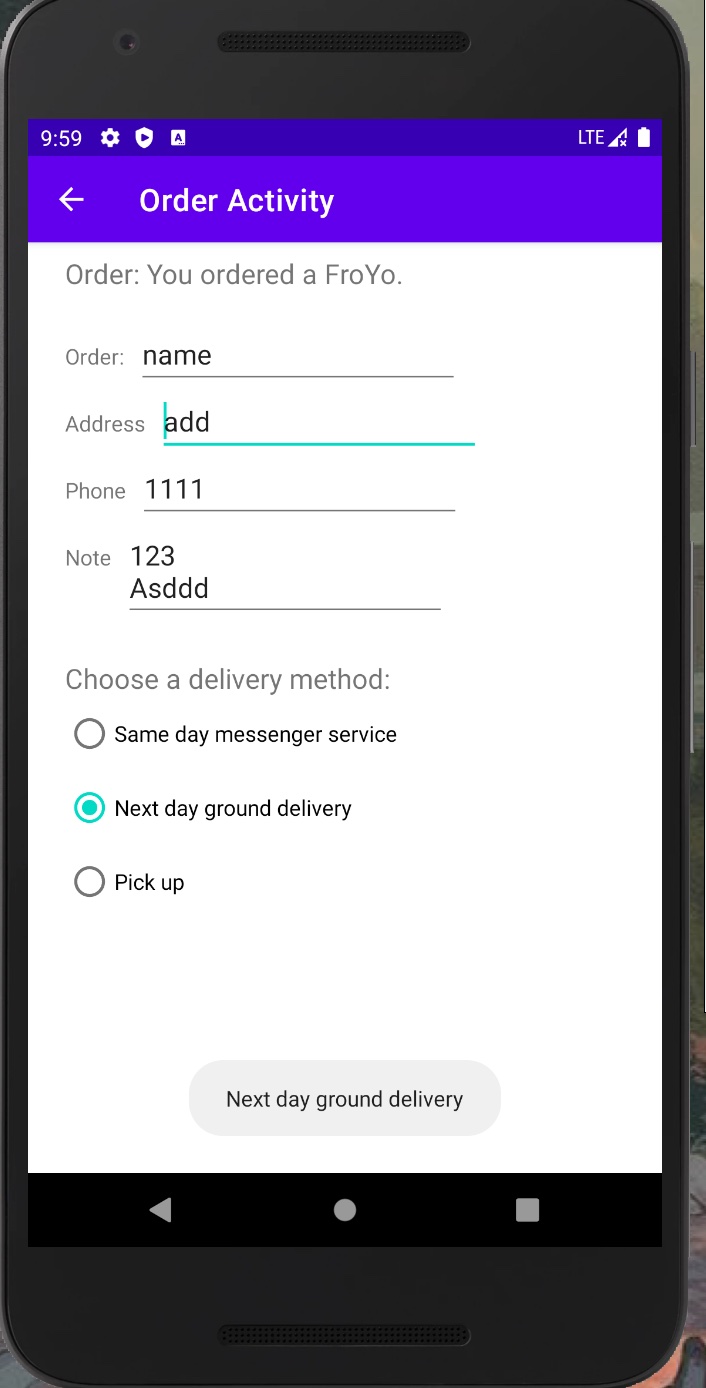 9:59 LTE
Order Activity
Order: You ordered a FroYo.
Order: name
Address add
Phone 1111
Note 123
Asddd
Choose a delivery method:
Same day messenger service
Next day ground delivery
Pick up
Next day ground delivery